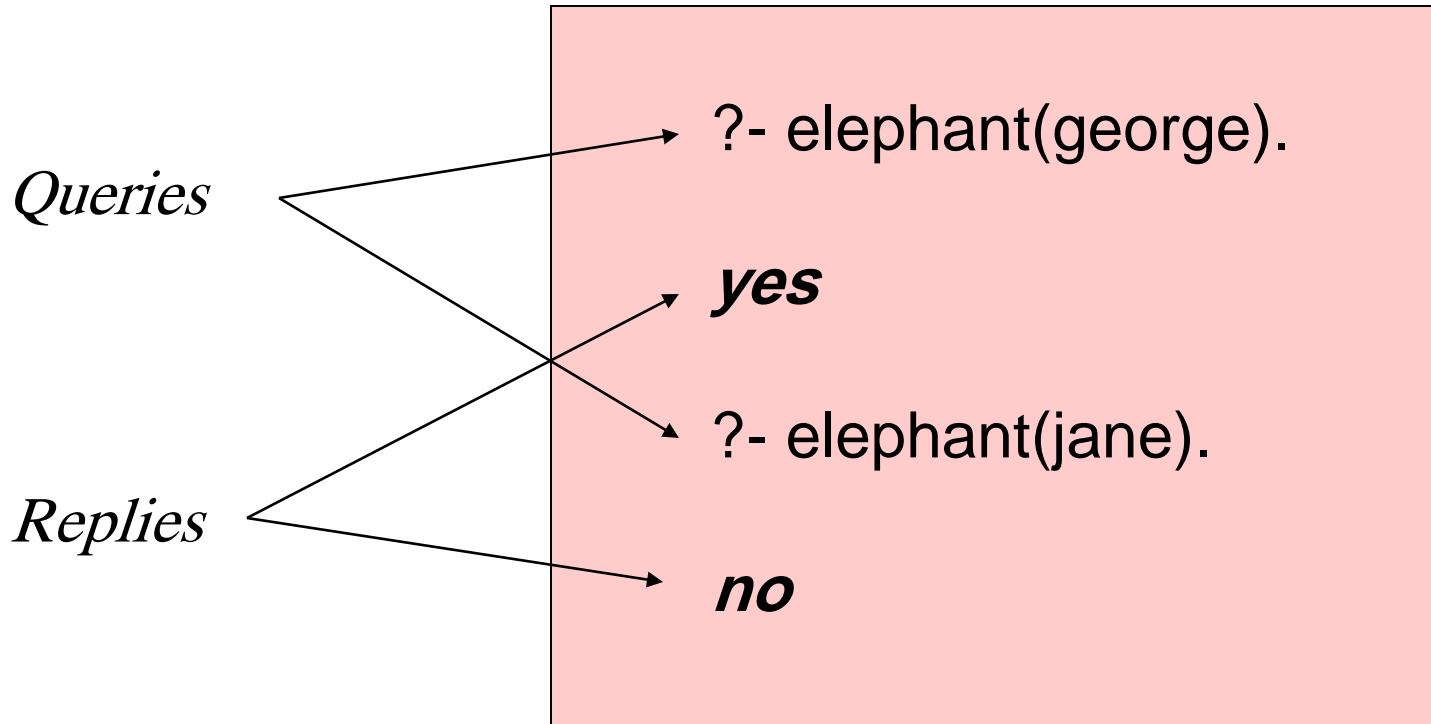 ?- elephant(george).
Queries
yes
?- elephant(jane).
Replies
no